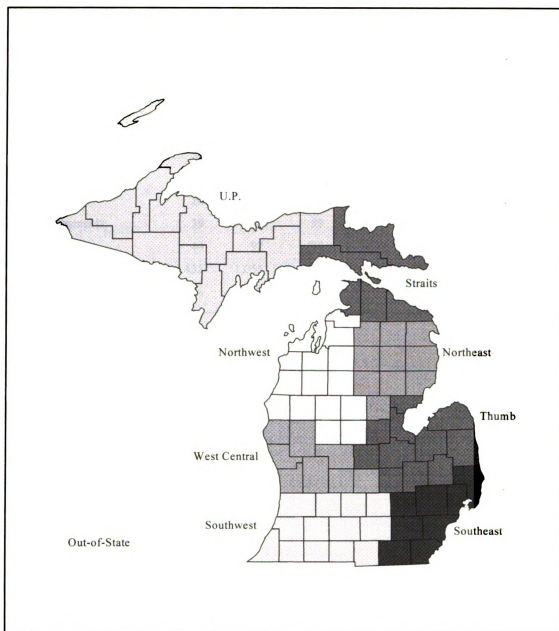 U.P.
Straits
Northwest
Northeast
Thumb
West Central
Southwest
Southeast
Out-of-State